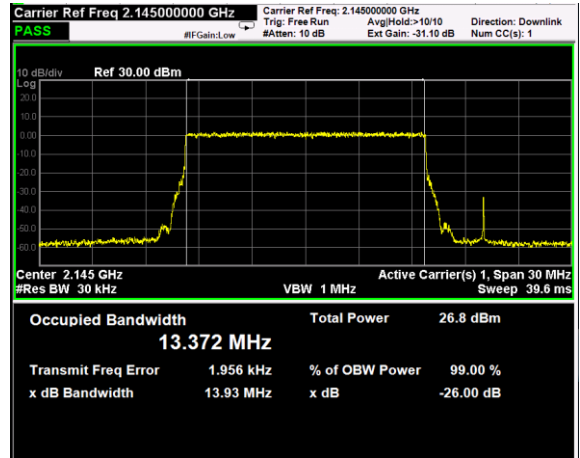 Carrier Ref Freq 2.145000000 GHz
Carrier Ref Freq: 2.145000000 GHz
PASS
#IFGain:Low
Trig: Free Run
Avg|Hold:>10/10
Direction: Downlink
#Atten: 10 dB
Ext Gain: -31.10 dB
Num CC(s): 1
10 dB/div
Ref 30.00 dBm
Log
20.0
10.0
0.00
-10.0
-20.0
-30.0
-40.0
-50.0
-60.0
Center 2.145 GHz
Active Carrier(s) 1, Span 30 MHz
#Res BW 30 kHz
VBW 1 MHz
Sweep 39.6 ms
Occupied Bandwidth
Total Power 26.8 dBm
13.372 MHz
Transmit Freq Error 1.956 kHz
% of OBW Power 99.00 %
x dB Bandwidth 13.93 MHz
x dB -26.00 dB